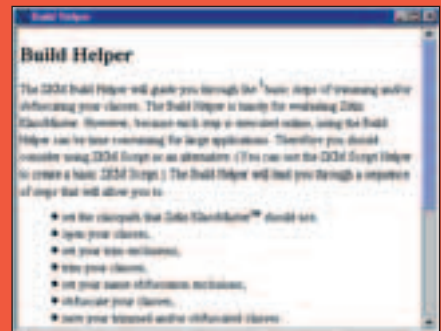 Build Helper
Build Helper
The ZKM Build Helper will guide you through the basic steps of trimming and/or
obfuscating your classes. The Build Helper is handy for evaluating Zelix
KlassMaster. However, because each step is executed online, using the Build
Helper can be time consuming for large applications. Therefore you should
consider using ZKM Script as an alternative. (You can use the ZKM Script Helper
to create a basic ZKM Script.) The Build Helper will lead you through a sequence
of steps that will allow you to
• set the classpath that Zelix KlassMaster™ should use.
• open your classes,
• set your trim exclusions,
• trim your classes,
• set your name obfuscation exclusions,
• obfuscate your classes,
• save your trimmed and/or obfuscated classes